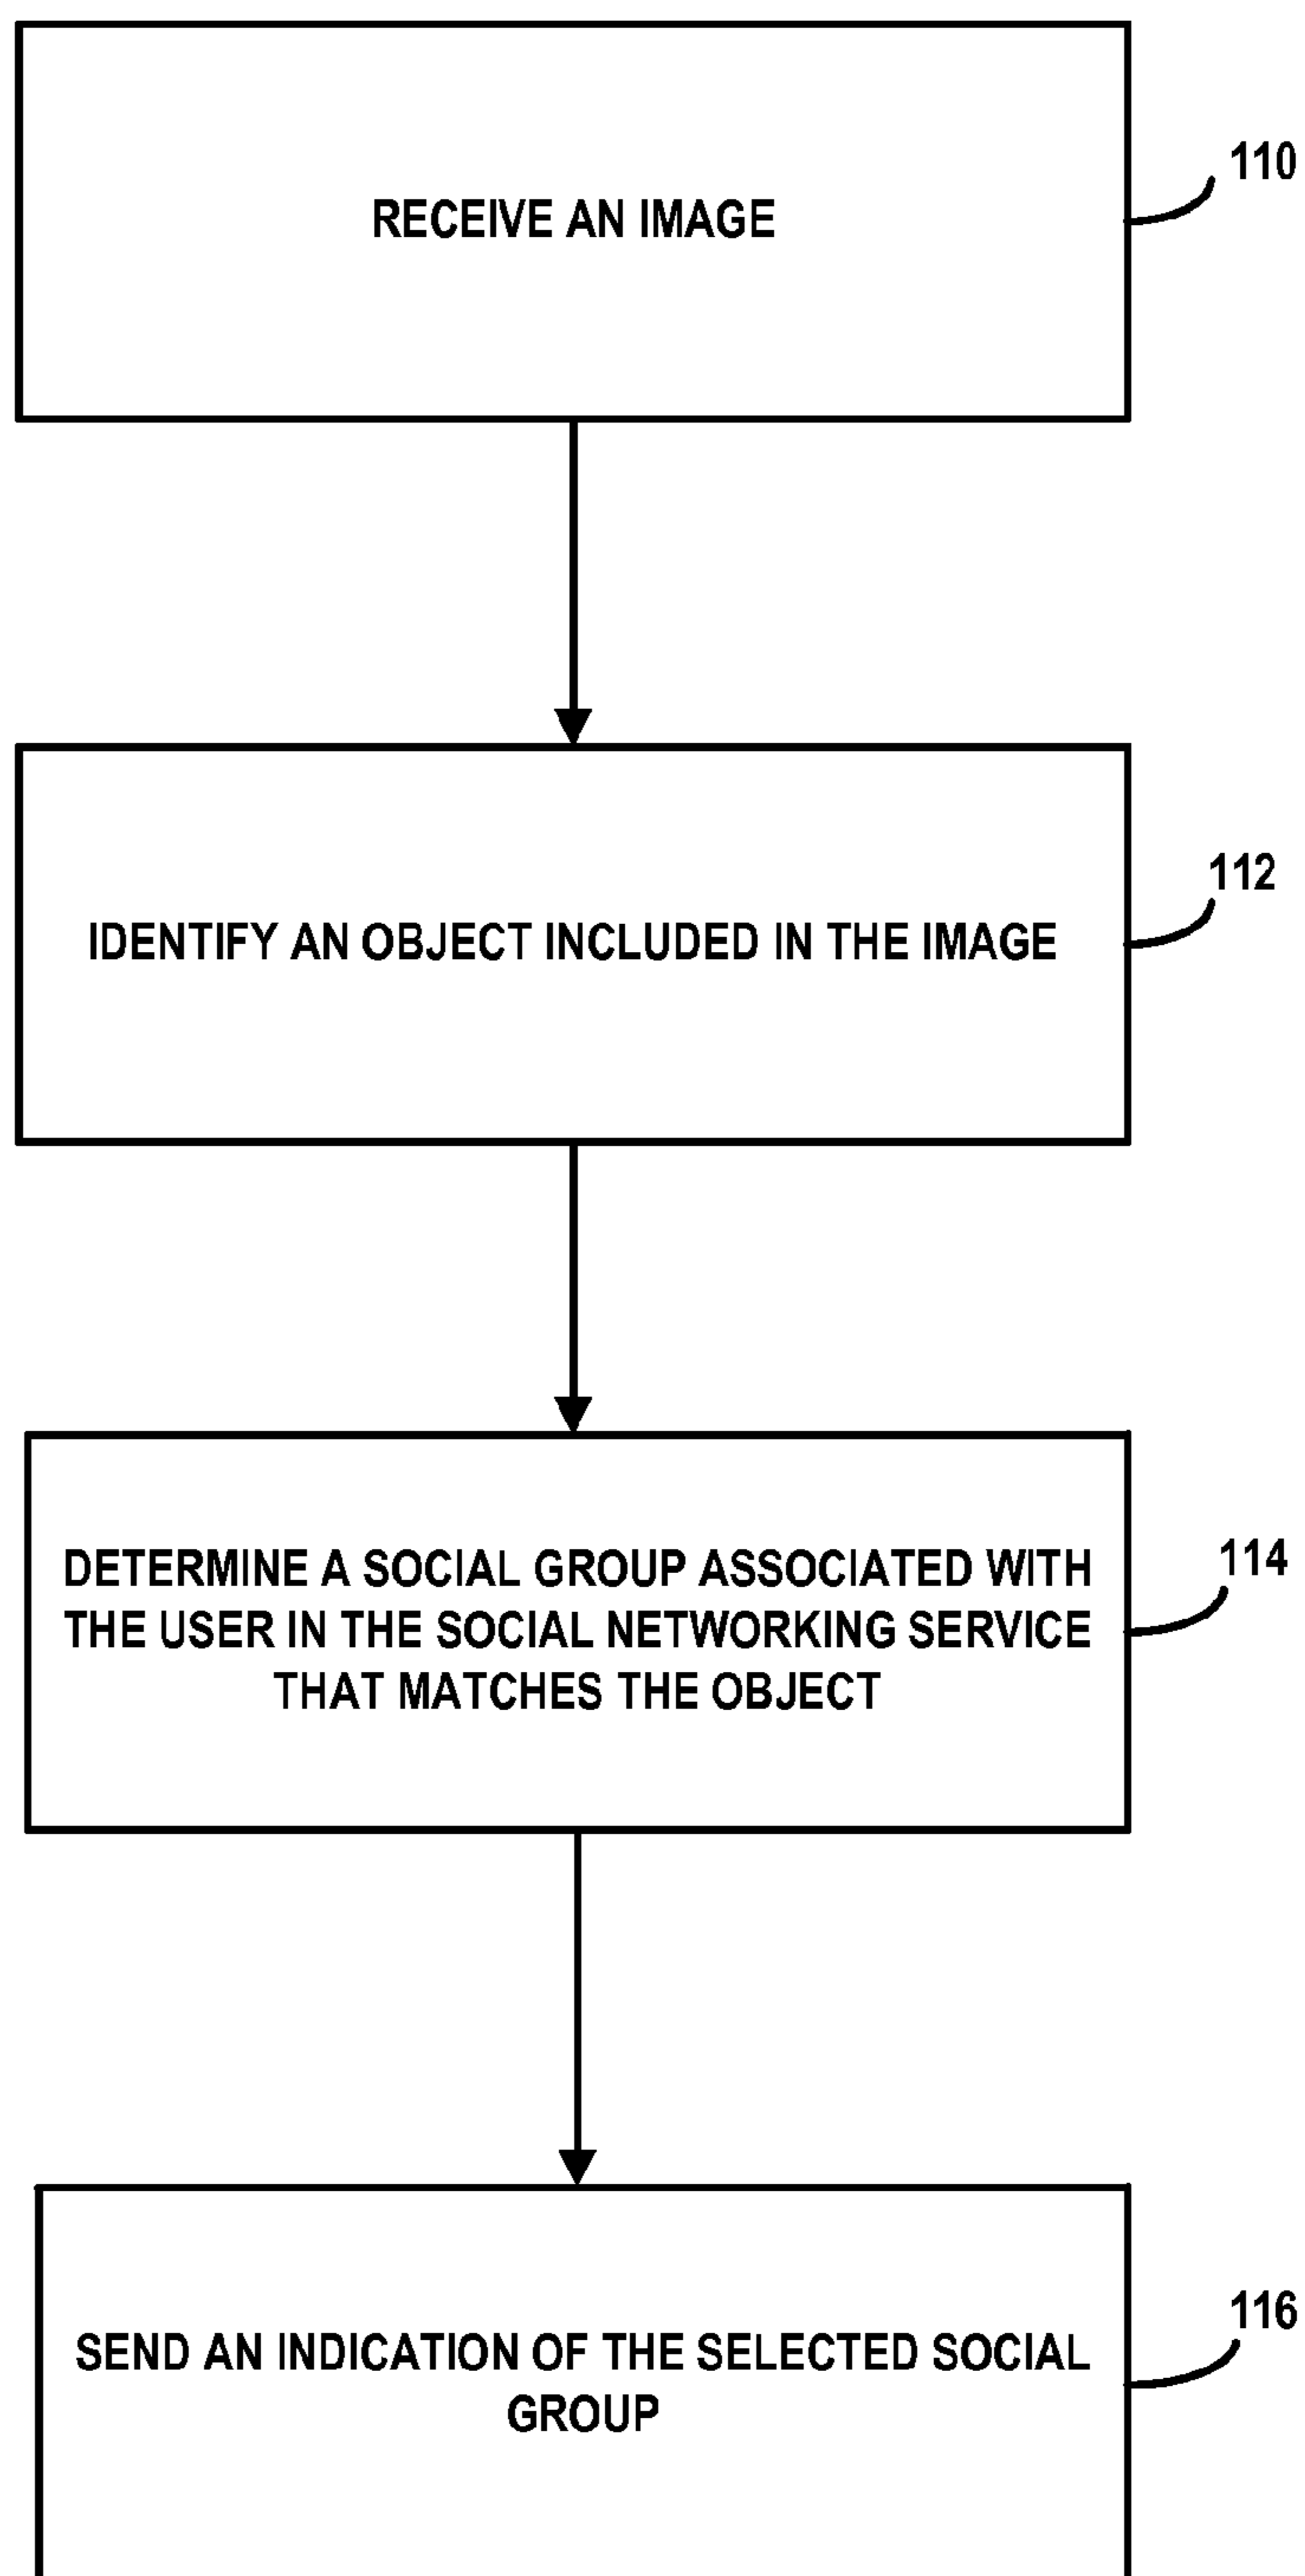 RECEIVE AN IMAGE
110
IDENTIFY AN OBJECT INCLUDED IN THE IMAGE
112
DETERMINE A SOCIAL GROUP ASSOCIATED WITH
THE USER IN THE SOCIAL NETWORKING SERVICE
THAT MATCHES THE OBJECT
114
SEND AN INDICATION OF THE SELECTED SOCIAL
GROUP
116